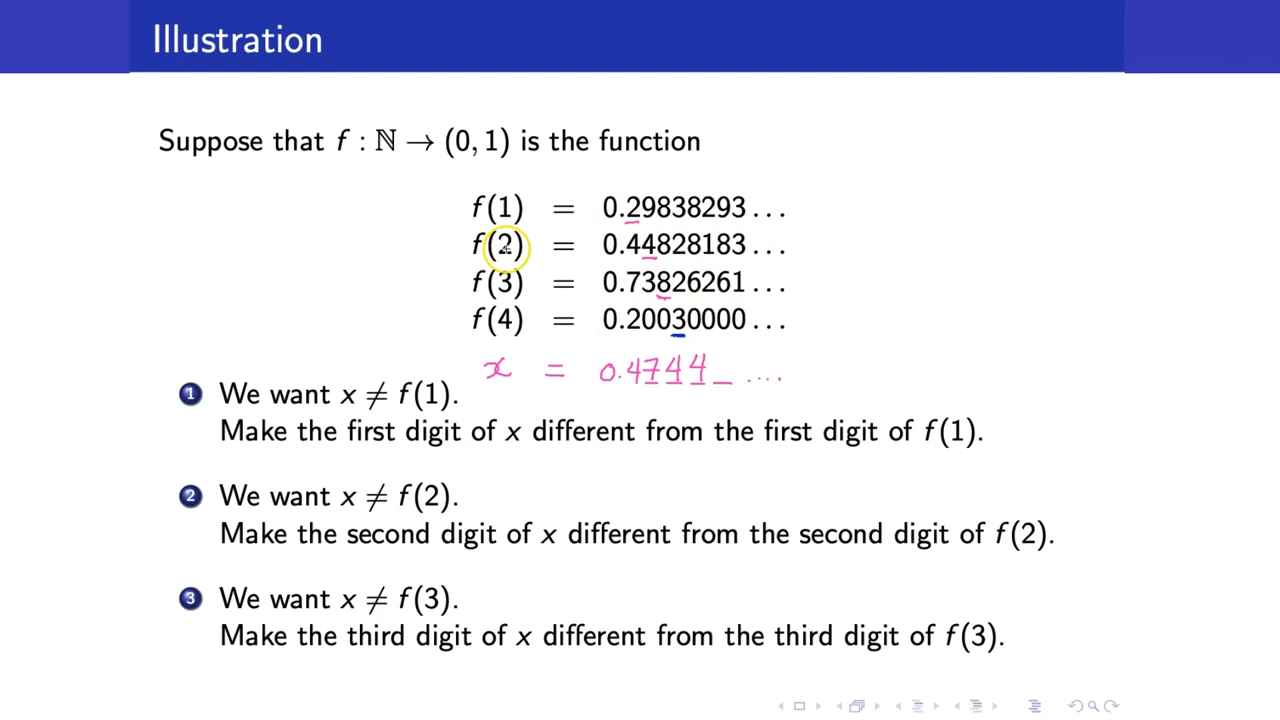 Illustration
Suppose that f : ℕ → (0, 1) is the function
f(1) = 0.29838293...
f(2) = 0.44828183...
f(3) = 0.73826261...
f(4) = 0.20030000...
x = 0.4744_ ....
1 We want x ≠ f(1).
Make the first digit of x different from the first digit of f(1).
2 We want x ≠ f(2).
Make the second digit of x different from the second digit of f(2).
3 We want x ≠ f(3).
Make the third digit of x different from the third digit of f(3).